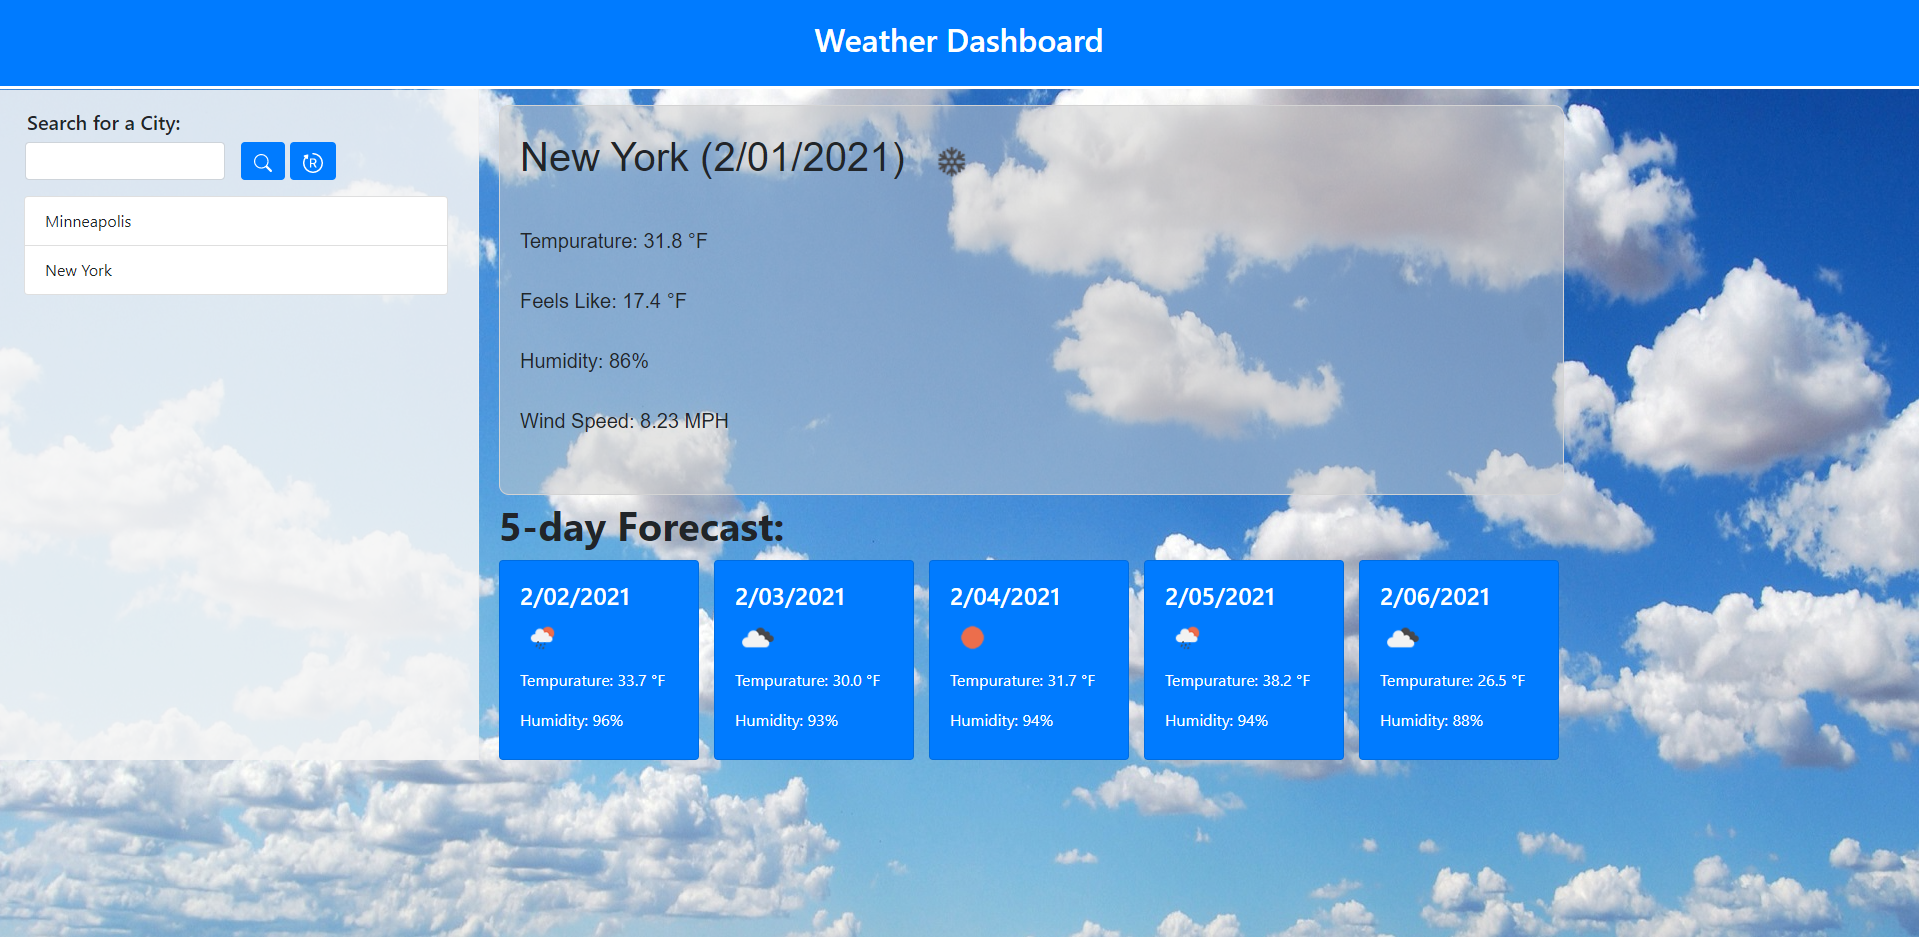 Weather Dashboard
Search for a City:
R
Minneapolis
New York
New York (2/01/2021)
Tempurature: 31.8 °F
Feels Like: 17.4 °F
Humidity: 86%
Wind Speed: 8.23 MPH
5-day Forecast:
2/02/2021
Tempurature: 33.7 °F
Humidity: 96%
2/03/2021
Tempurature: 30.0 °F
Humidity: 93%
2/04/2021
Tempurature: 31.7 °F
Humidity: 94%
2/05/2021
Tempurature: 38.2 °F
Humidity: 94%
2/06/2021
Tempurature: 26.5 °F
Humidity: 88%